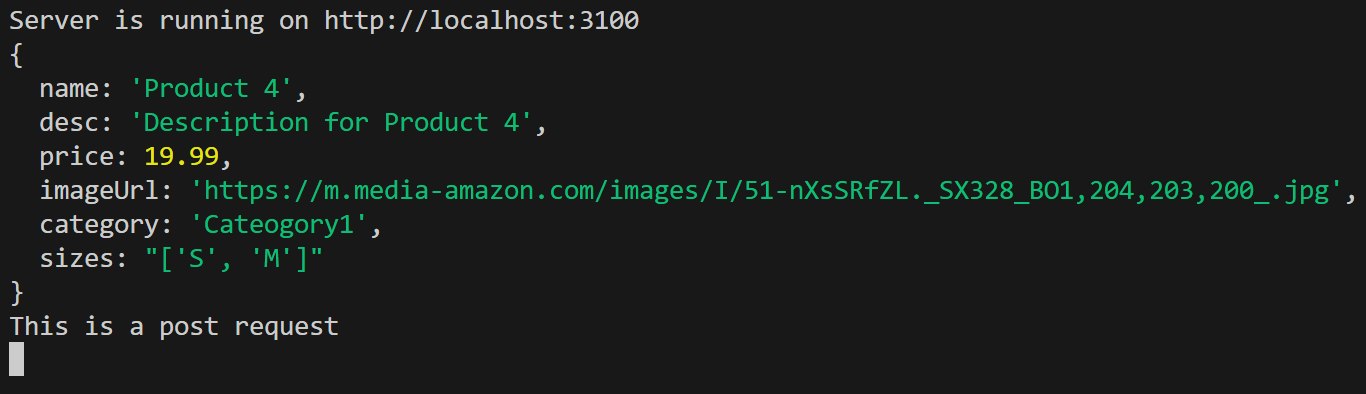 Server is running on http://localhost:3100
{
  name: 'Product 4',
  desc: 'Description for Product 4',
  price: 19.99,
  imageUrl: 'https://m.media-amazon.com/images/I/51-nXsSRfZL._SX328_BO1,204,203,200_.jpg',
  category: 'Cateogory1',
  sizes: "['S', 'M']"
}
This is a post request